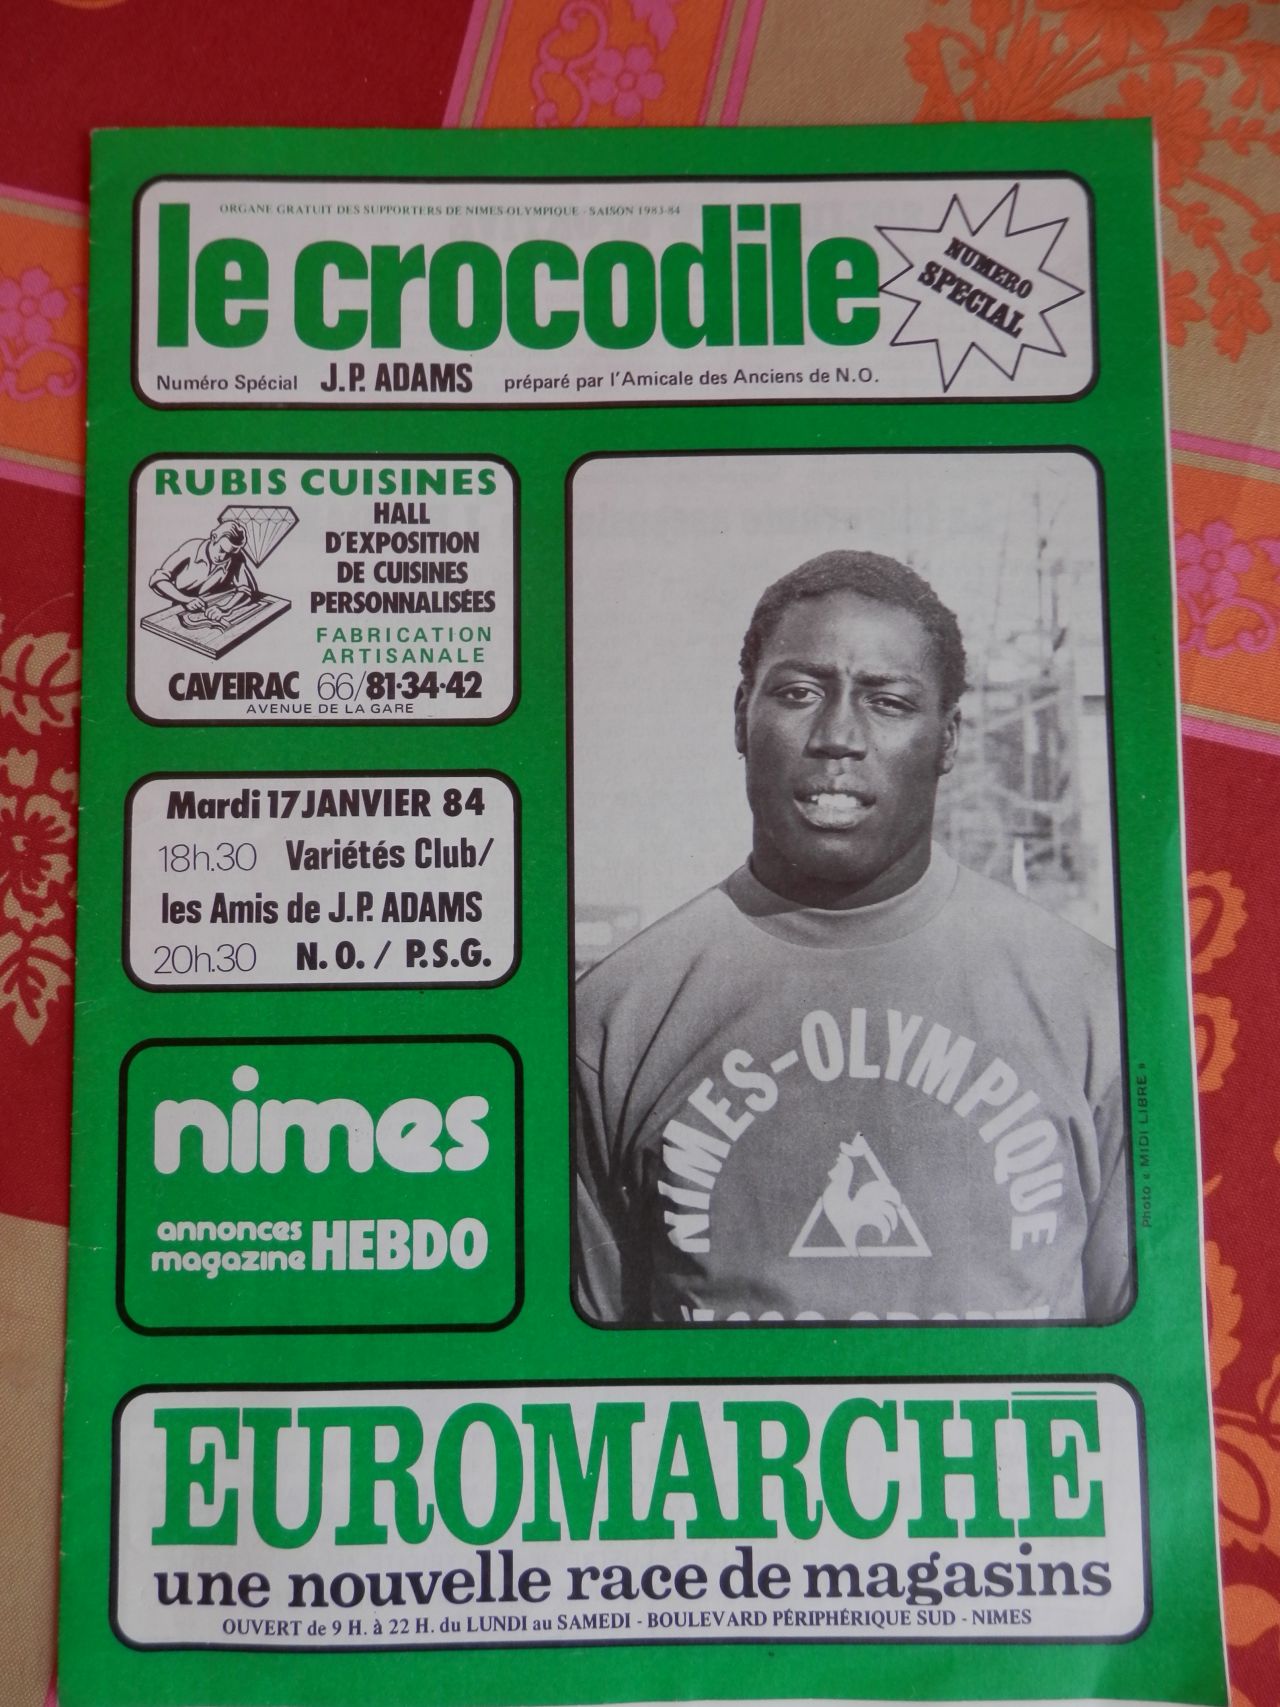 ORGANE GRATUIT DES SUPPORTERS DE NIMES-OLYMPIQUE - SAISON 1983-84
le crocodile
NUMERO
SPECIAL
Numéro Spécial J.P. ADAMS préparé par l'Amicale des Anciens de N.O.
RUBIS CUISINES
HALL
D'EXPOSITION
DE CUISINES
PERSONNALISÉES
FABRICATION
ARTISANALE
CAVEIRAC 66/81·34·42
AVENUE DE LA GARE
Mardi 17 JANVIER 84
18h.30 Variétés Club/
les Amis de J.P. ADAMS
20h.30 N.O. / P.S.G.
nimes
annonces
magazine HEBDO
NIMES-OLYMPIQUE
Photo « MIDI LIBRE »
EUROMARCHE
une nouvelle race de magasins
OUVERT de 9 H. à 22 H. du LUNDI au SAMEDI - BOULEVARD PÉRIPHÉRIQUE SUD - NIMES